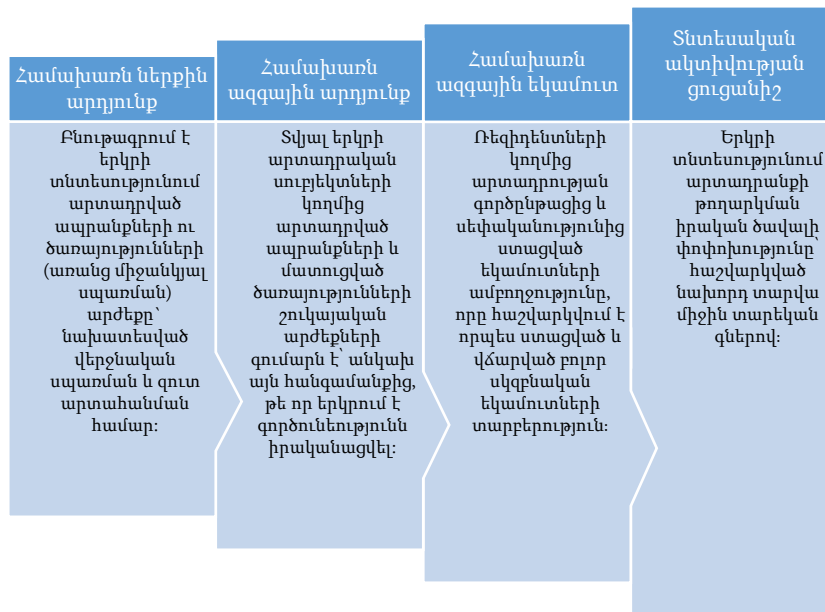 Համախառն ներքին
արդյունք
Բնութագրում է
երկրի
տնտեսությունում
արտադրված
ապրանքների ու
ծառայությունների
(առանց միջանկյալ
սպառման)
արժեքը՝
նախատեսված
վերջնական
սպառման և զուտ
արտահանման
համար:
Համախառն
ազգային արդյունք
Տվյալ երկրի
արտադրական
սուբյեկտների
կողմից
արտադրված
ապրանքների և
մատուցված
ծառայությունների
շուկայական
արժեքների
գումարն է՝ անկախ
այն հանգամանքից,
թե որ երկրում է
գործունեությունն
իրականացվել:
Համախառն
ազգային եկամուտ
Ռեզիդենտների
կողմից
արտադրության
գործընթացից և
սեփականությունից
ստացված
եկամուտների
ամբողջությունը,
որը հաշվարկվում է
որպես ստացված և
վճարված բոլոր
սկզբնական
եկամուտների
տարբերություն:
Տնտեսական
ակտիվության
ցուցանիշ
Երկրի
տնտեսությունում
արտադրանքի
թողարկման
իրական ծավալի
փոփոխությունը՝
հաշվարկված
նախորդ տարվա
միջին տարեկան
գներով: